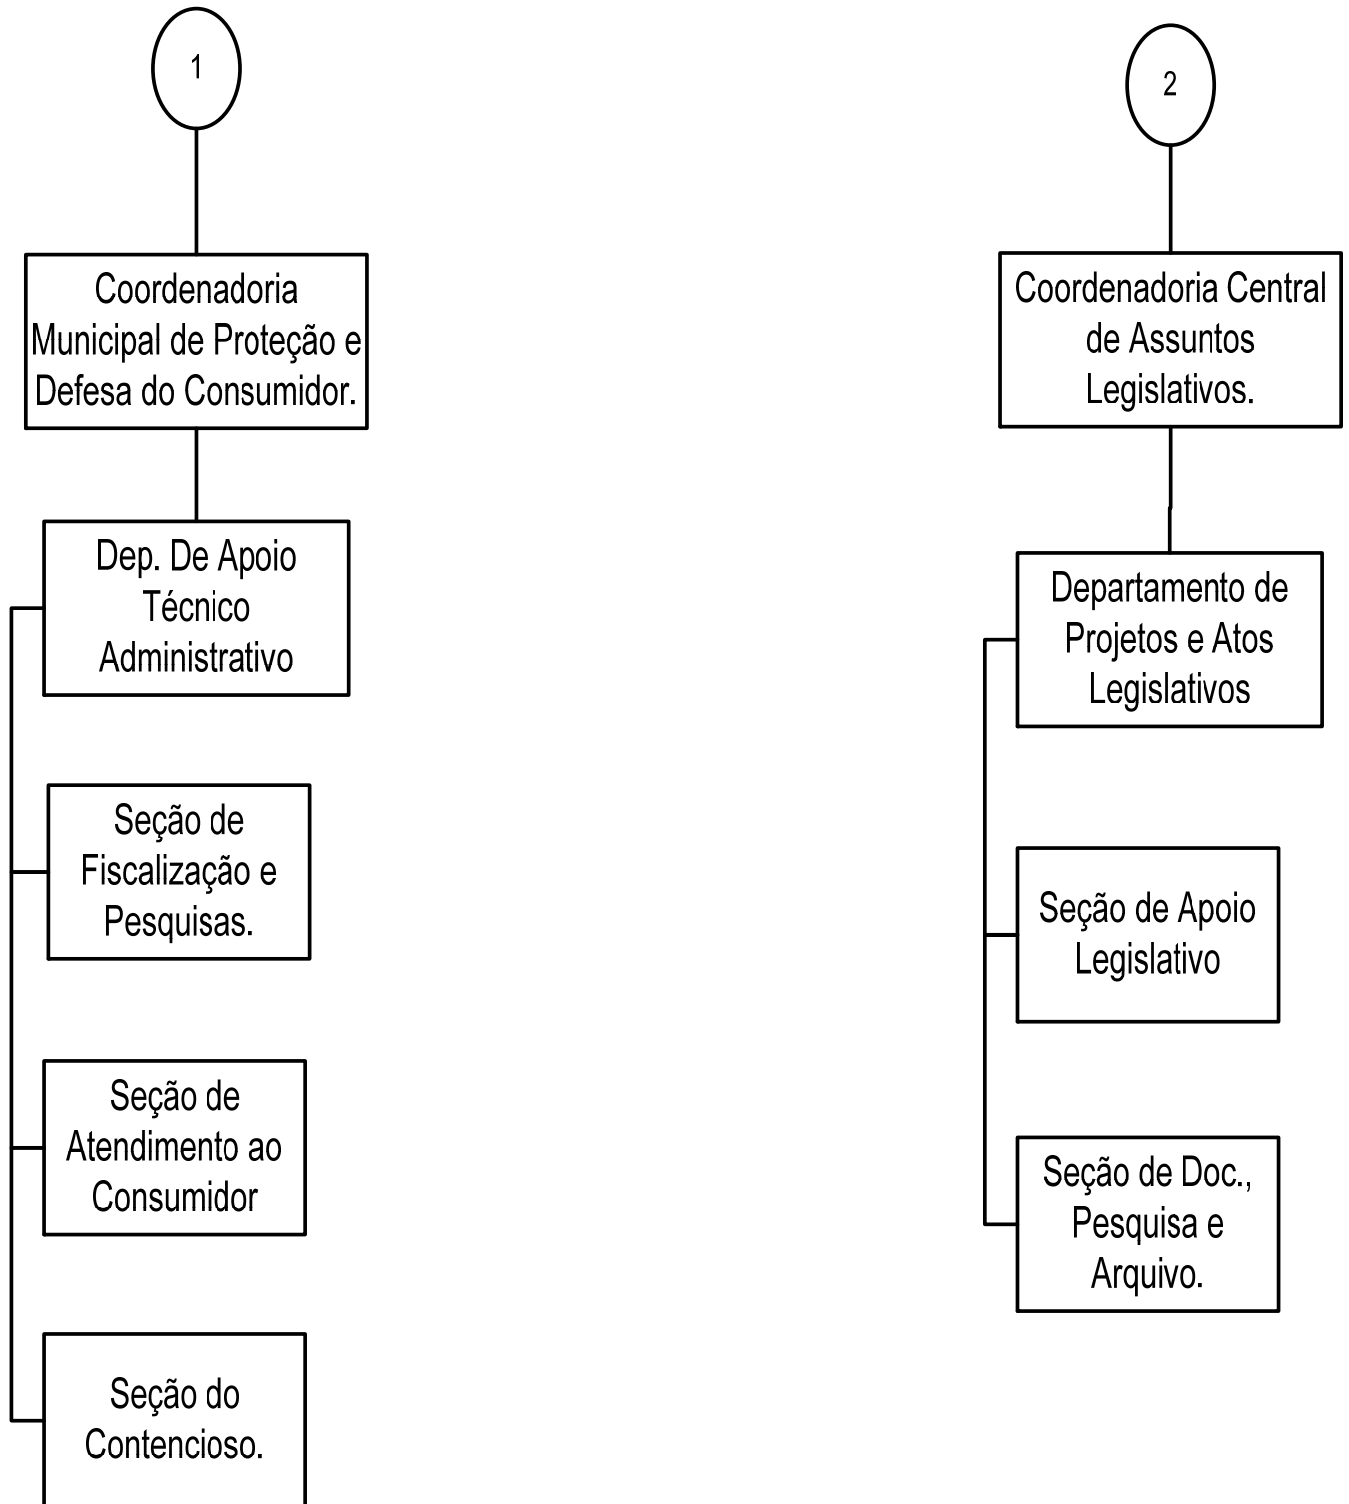 1
Coordenadoria
Municipal de Proteção e
Defesa do Consumidor.
Dep. De Apoio
Técnico
Administrativo
Seção de
Fiscalização e
Pesquisas.
Seção de
Atendimento ao
Consumidor
Seção do
Contencioso.
2
Coordenadoria Central
de Assuntos
Legislativos.
Departamento de
Projetos e Atos
Legislativos
Seção de Apoio
Legislativo
Seção de Doc.,
Pesquisa e
Arquivo.